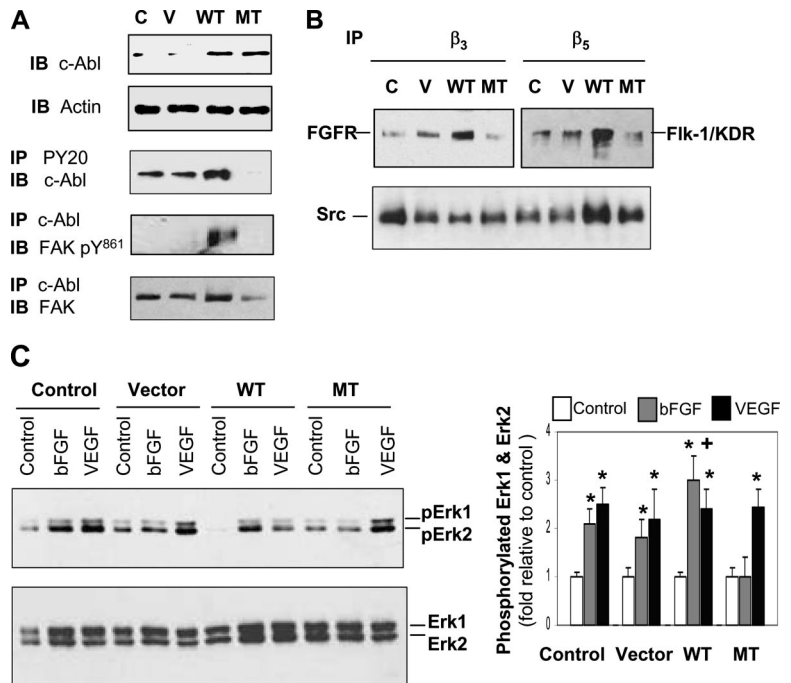 A
C V WT MT
IB c-Abl
IB Actin
IP PY20
IB c-Abl
IP c-Abl
IB FAK pY861
IP c-Abl
IB FAK
B
IP β3 β5
C V WT MT C V WT MT
FGFR Flk-1/KDR
Src
C
Control Vector WT MT
Control bFGF VEGF Control bFGF VEGF Control bFGF VEGF Control bFGF VEGF
pErk1
pErk2
Erk1
Erk2
Control bFGF VEGF
Phosphorylated Erk1 & Erk2
(fold relative to control )
4
3
2
1
0
* * * * * + * *
Control Vector WT MT